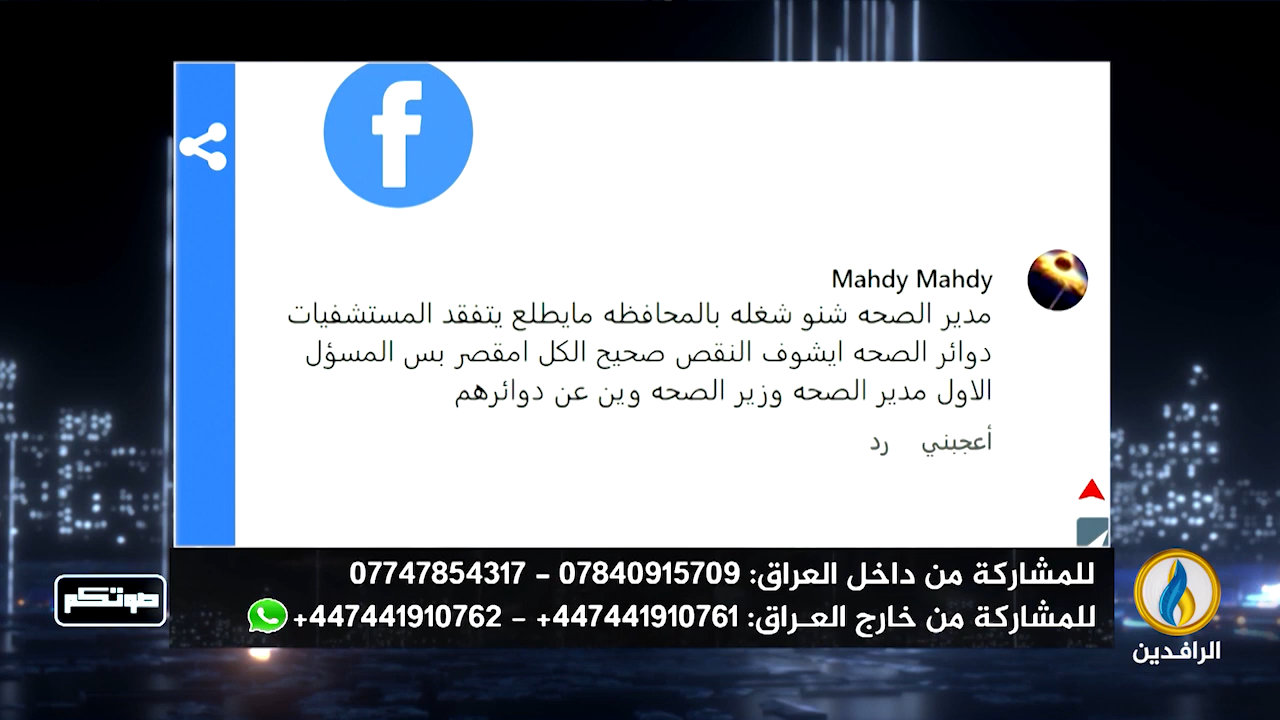 f
Mahdy Mahdy
مدير الصحه شنو شغله بالمحافظه مايطلع يتفقد المستشفيات
دوائر الصحه ايشوف النقص صحيح الكل امقصر بس المسؤل
الاول مدير الصحه وزير الصحه وين عن دوائرهم
أعجبني رد
للمشاركة من داخل العراق: 07840915709 - 07747854317
للمشاركة من خارج العـراق: 447441910761+ - 447441910762+
صوتكم
الرافدين